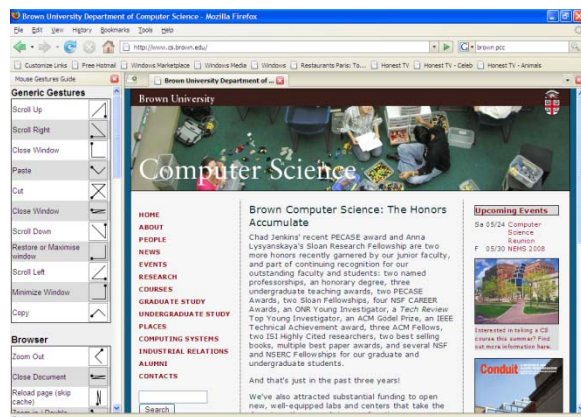 Brown University Department of Computer Science - Mozilla Firefox
File Edit View History Bookmarks Tools Help
http://www.cs.brown.edu/
brown pcc
Customize Links Free Hotmail Windows Marketplace Windows Media Windows Restaurants Paris: To... Honest TV Honest TV - Celeb Honest TV - Animals
Mouse Gestures Guide
Brown University Department of ...
Generic Gestures
Scroll Up
Scroll Right
Close Window
Paste
Cut
Close Window
Scroll Down
Restore or Maximise
window
Scroll Left
Minimize Window
Copy
Browser
Zoom Out
Close Document
Reload page (skip
cache)
Zoom in / Double
Brown University
Computer Science
HOME
ABOUT
PEOPLE
NEWS
EVENTS
RESEARCH
COURSES
GRADUATE STUDY
UNDERGRADUATE STUDY
PLACES
COMPUTING SYSTEMS
INDUSTRIAL RELATIONS
ALUMNI
CONTACTS
Search
Brown Computer Science: The Honors
Accumulate
Chad Jenkins' recent PECASE award and Anna
Lysyanskaya's Sloan Research Fellowship are two
more honors recently garnered by our junior faculty,
and part of continuing recognition for our
outstanding faculty and students: two named
professorships, an honorary degree, three
undergraduate teaching awards, two PECASE
Awards, two Sloan Fellowships, four NSF CAREER
Awards, an ONR Young Investigator, a Tech Review
Top Young Investigator, an ACM Gödel Prize, an IEEE
Technical Achievement award, three ACM Fellows,
two ISI Highly Cited researchers, two best selling
books, multiple best paper awards, and several NSF
and NSERC Fellowships for our graduate and
undergraduate students.
And that's just in the past three years!
We've also attracted substantial funding to open
new, well-equipped labs and centers that take the
Upcoming Events
Sa 05/24 Computer
Science
Reunion
F 05/30 NEMS 2008
Interested in taking a CS
course this summer? Find
out more information here.
Conduit